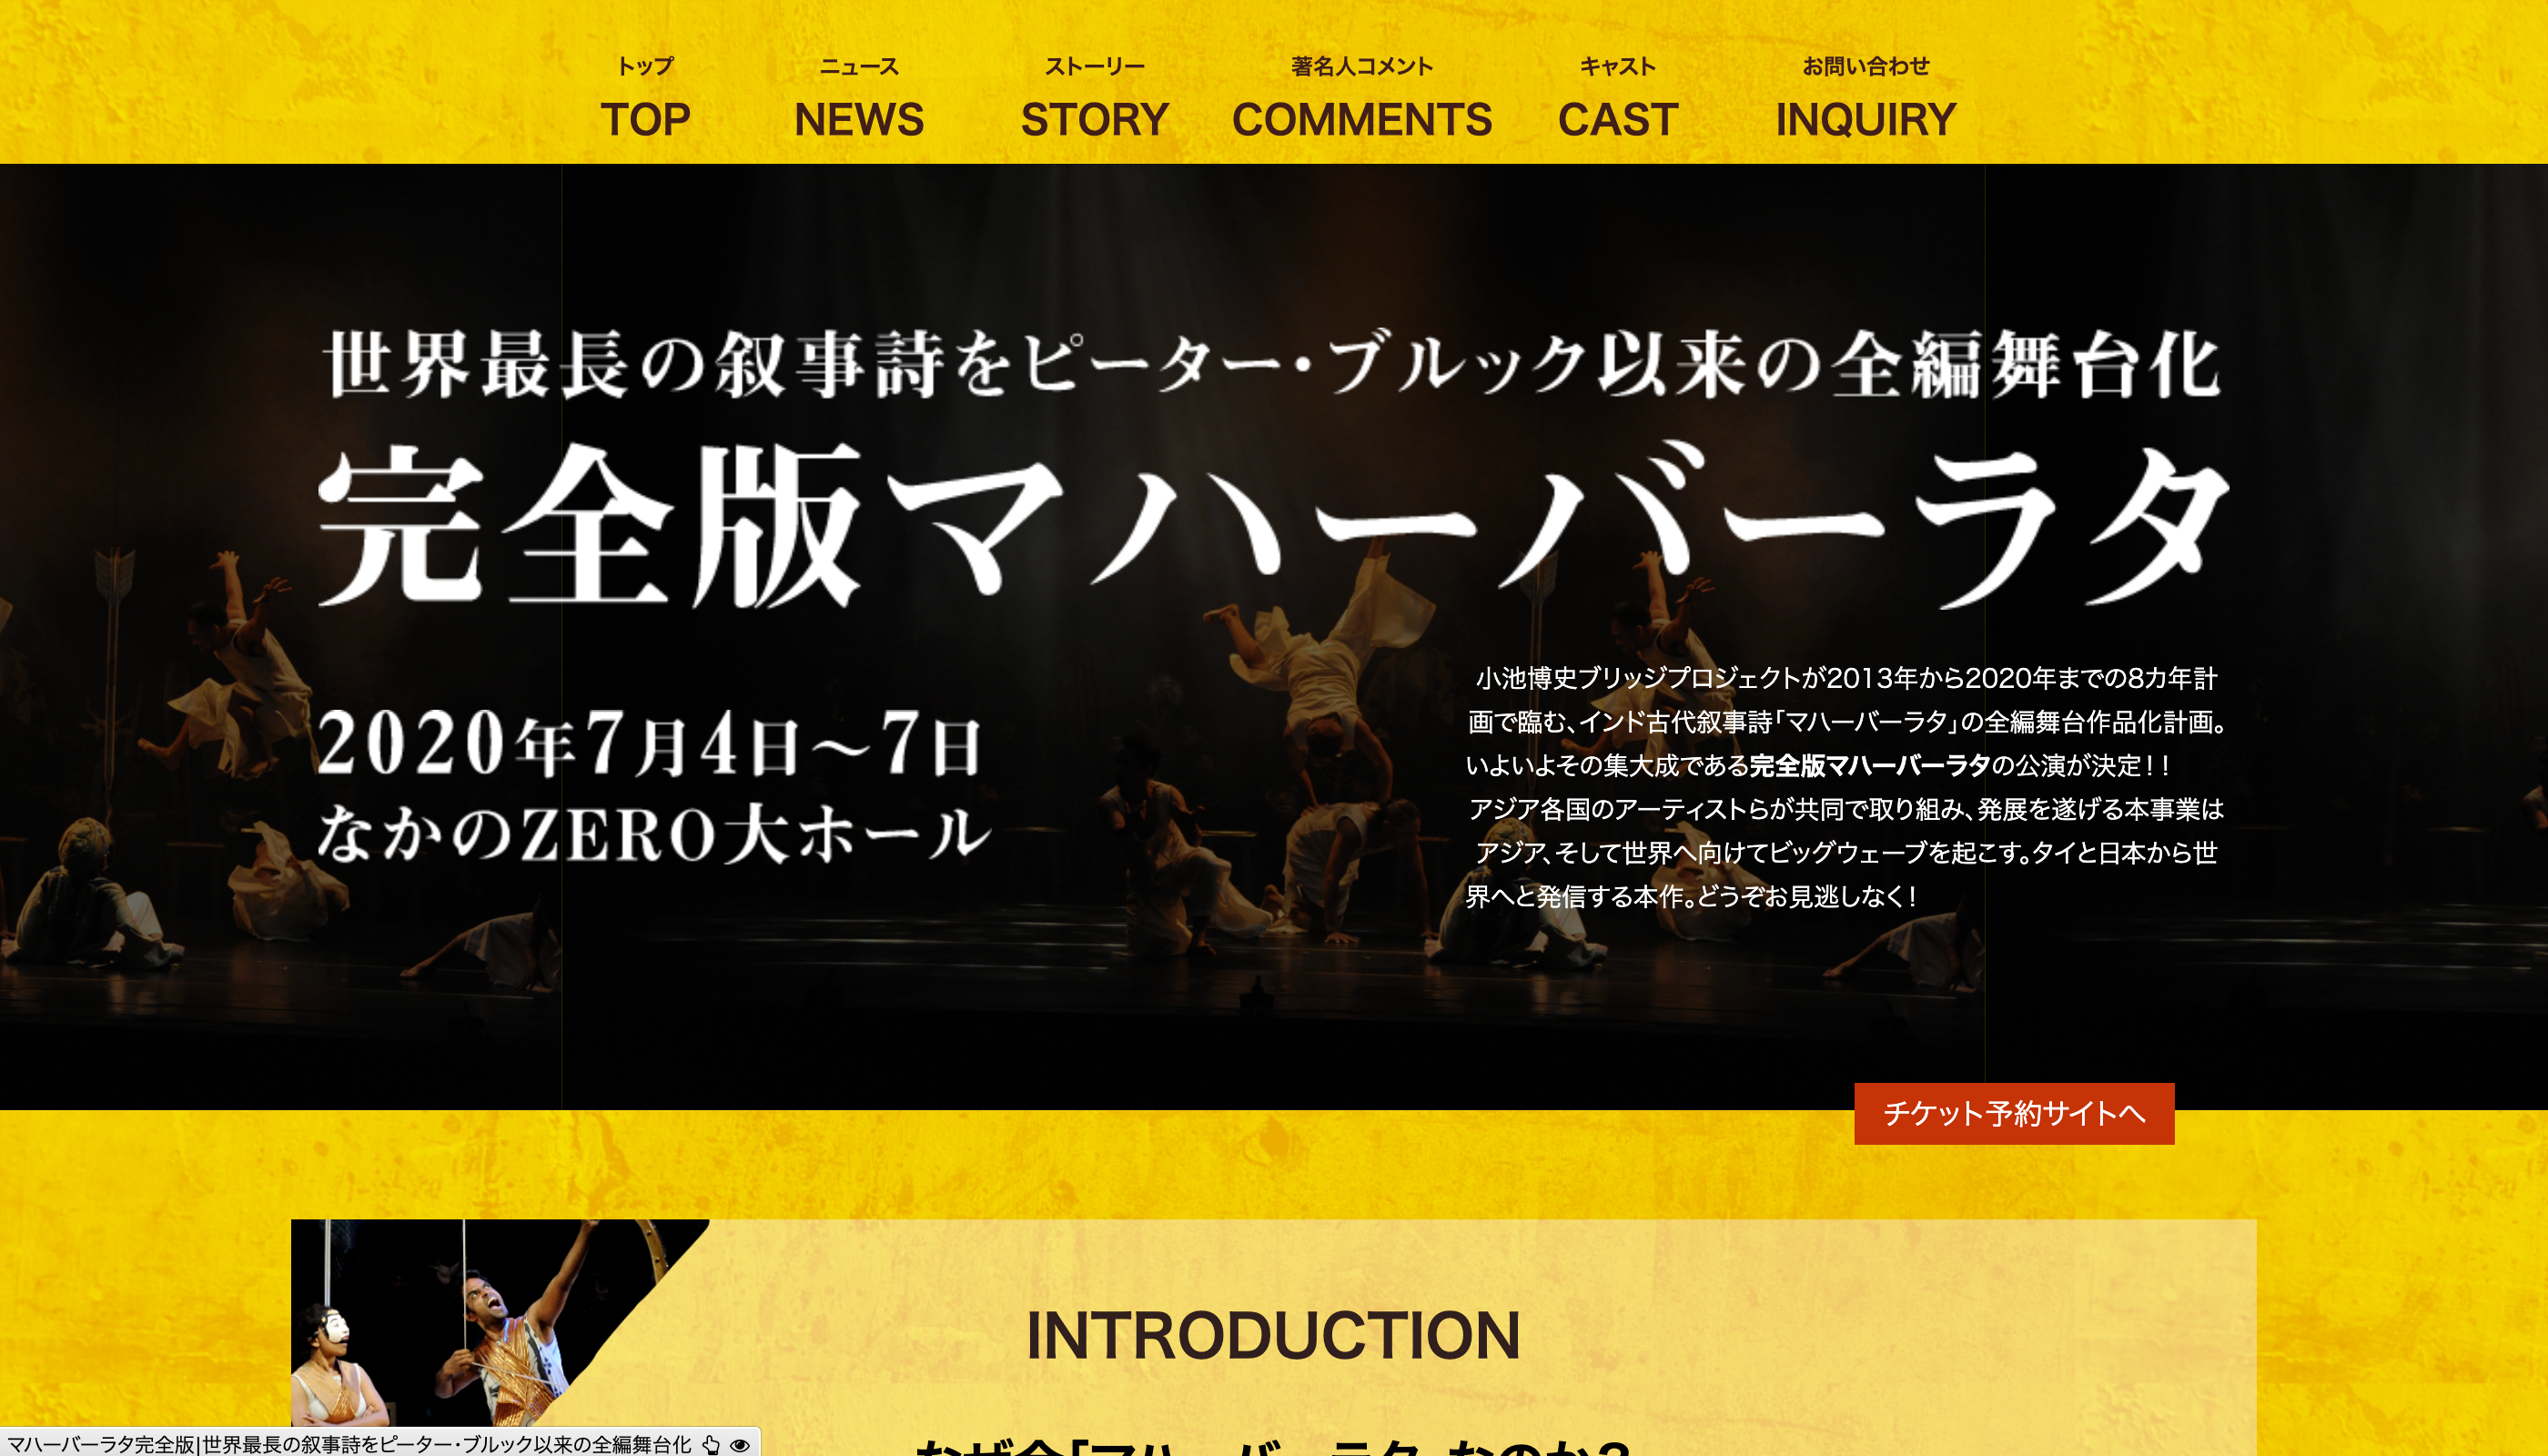 トップ ニュース ストーリー 著名人コメント キャスト お問い合わせ
TOP NEWS STORY COMMENTS CAST INQUIRY
世界最長の叙事詩をピーター・ブルック以来の全編舞台化
完全版マハーバーラタ
2020年7月4日～7日
なかのZERO大ホール
小池博史ブリッジプロジェクトが2013年から2020年までの8カ年計
画で臨む、インド古代叙事詩「マハーバーラタ」の全編舞台作品化計画。
いよいよその集大成である完全版マハーバーラタの公演が決定！！
アジア各国のアーティストらが共同で取り組み、発展を遂げる本事業は
アジア、そして世界へ向けてビッグウェーブを起こす。タイと日本から世
界へと発信する本作。どうぞお見逃しなく！
チケット予約サイトへ
INTRODUCTION
なぜ今「マハーバーラタ」なのか？
マハーバーラタ完全版|世界最長の叙事詩をピーター・ブルック以来の全編舞台化